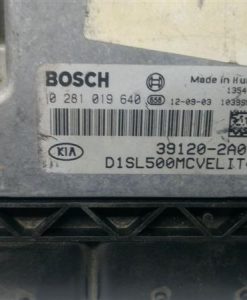 BOSCH
Made in Hu
0 281 019 640
12-09-03
KIA
39120-2A0
D1SL500MCVELIT